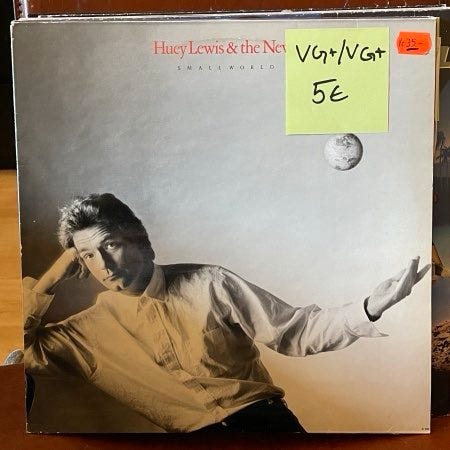 Huey Lewis & the New
SMALL WORLD
VG+/VG+
5€